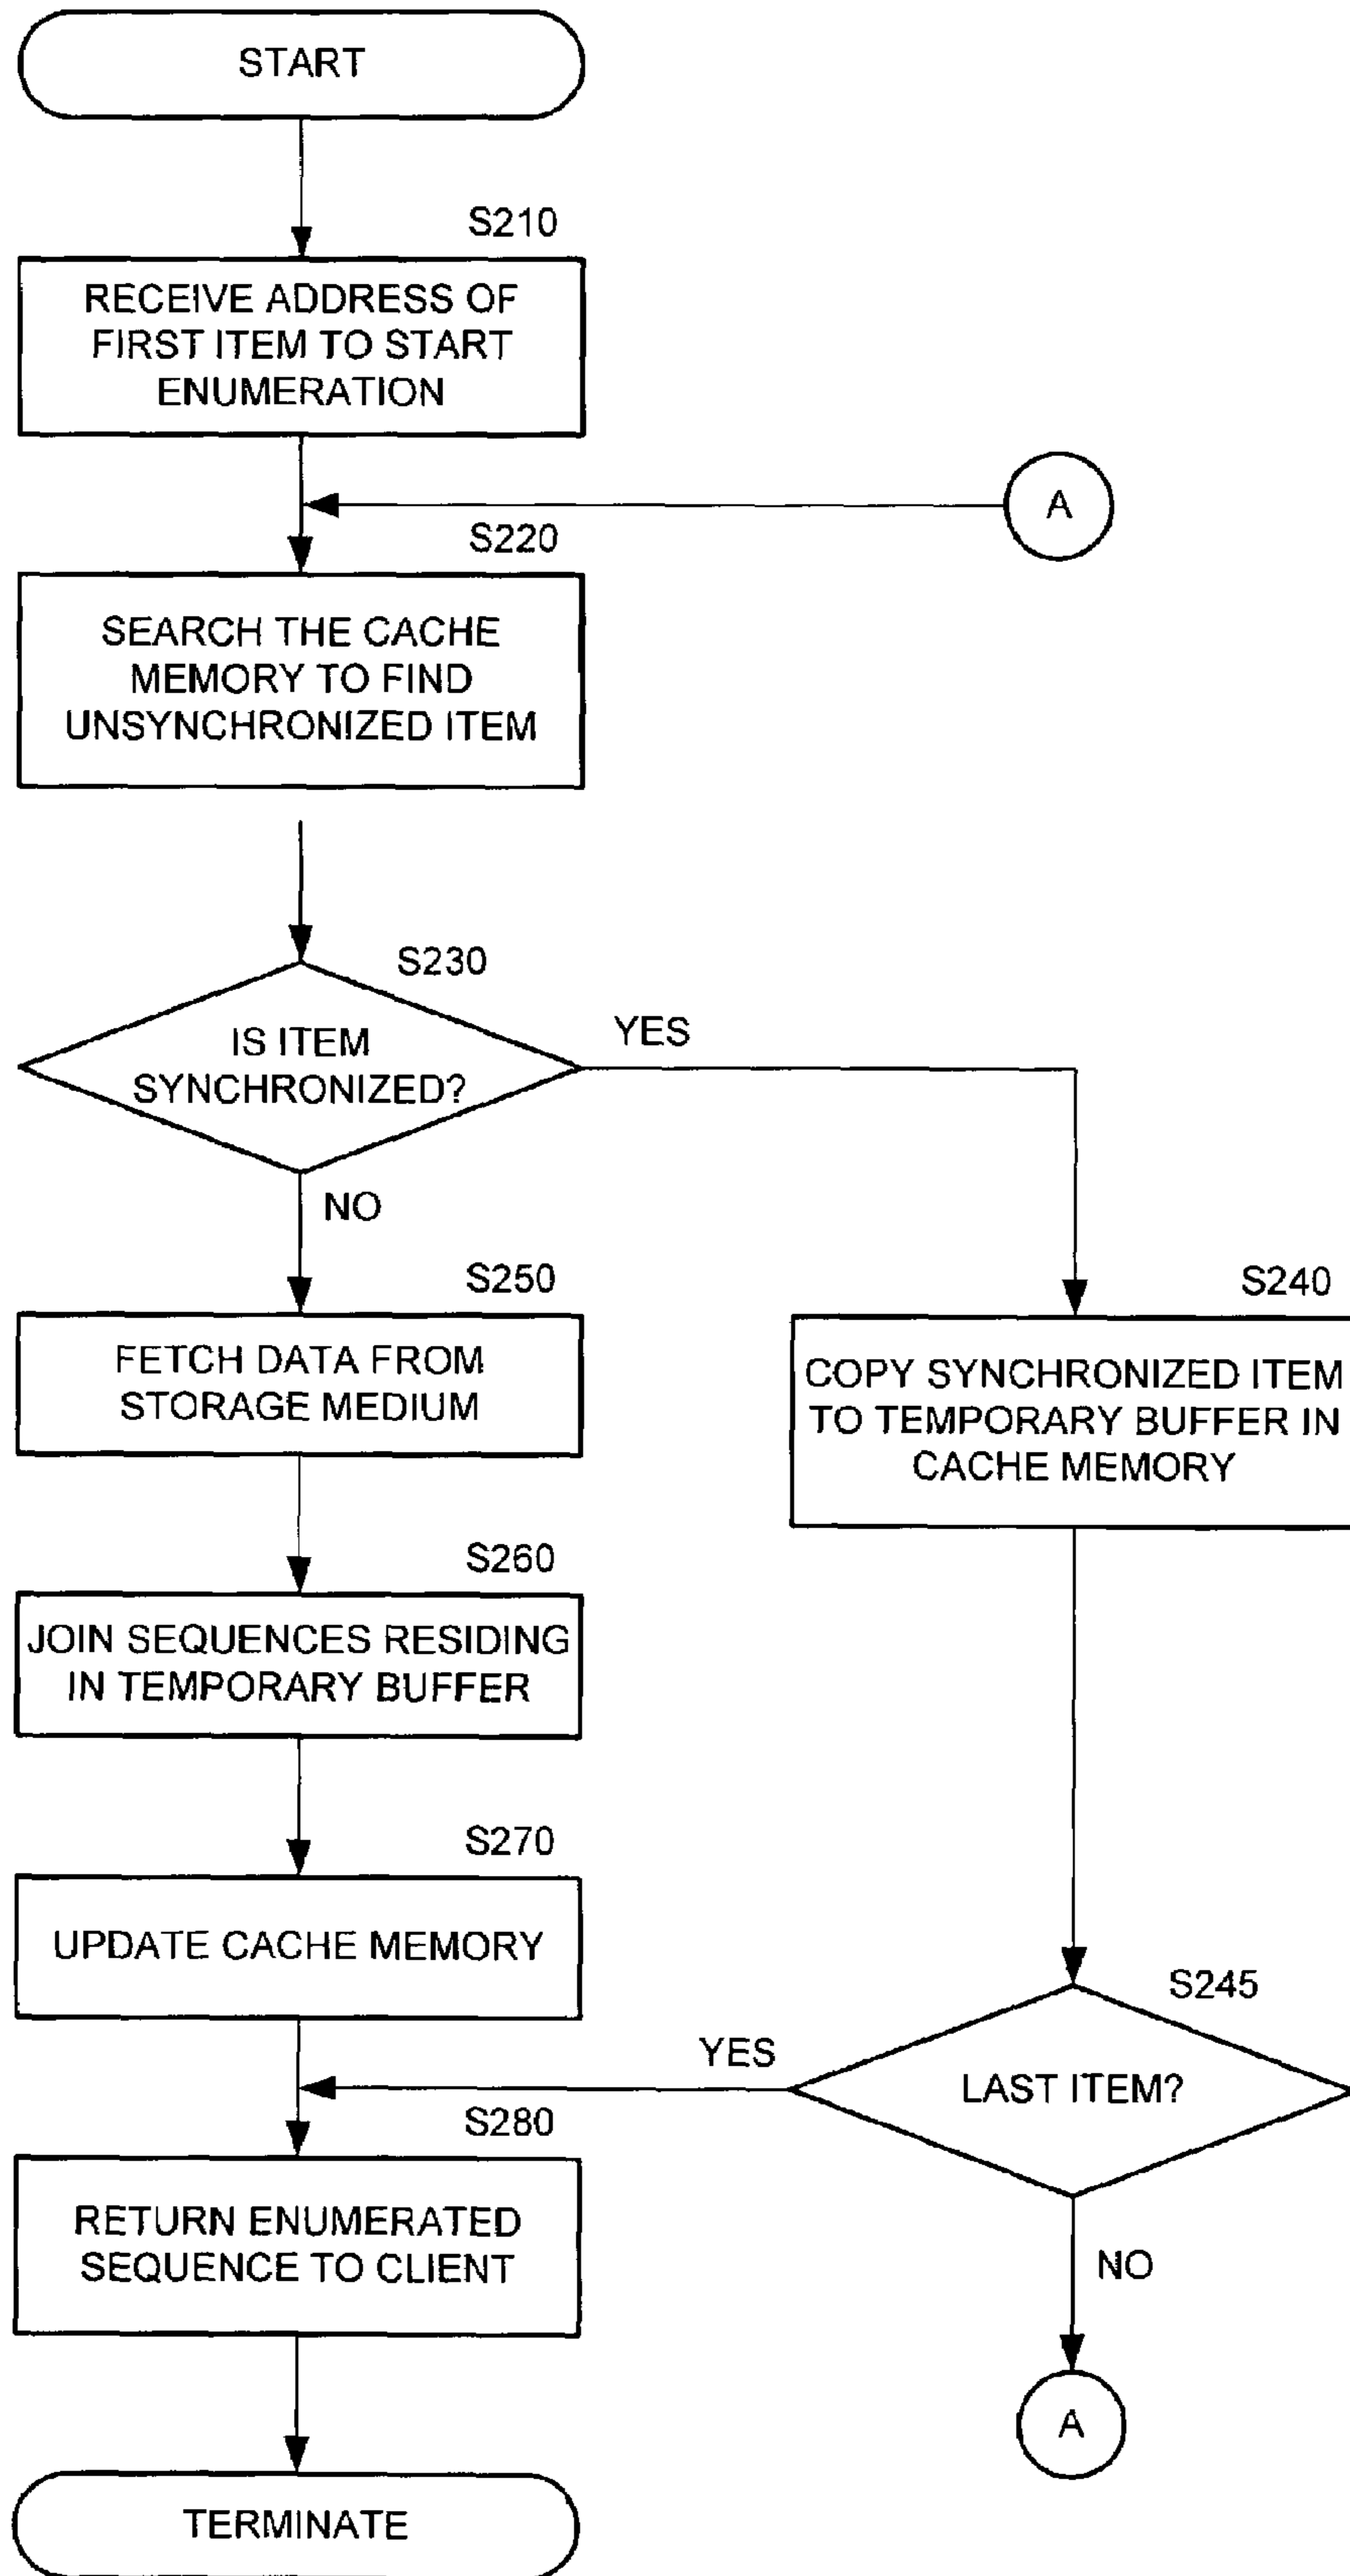 START
S210
RECEIVE ADDRESS OF
FIRST ITEM TO START
ENUMERATION
A
S220
SEARCH THE CACHE
MEMORY TO FIND
UNSYNCHRONIZED ITEM
S230
IS ITEM
SYNCHRONIZED?
YES
NO
S250
FETCH DATA FROM
STORAGE MEDIUM
S240
COPY SYNCHRONIZED ITEM
TO TEMPORARY BUFFER IN
CACHE MEMORY
S260
JOIN SEQUENCES RESIDING
IN TEMPORARY BUFFER
S270
UPDATE CACHE MEMORY
S245
LAST ITEM?
YES
NO
S280
RETURN ENUMERATED
SEQUENCE TO CLIENT
A
TERMINATE